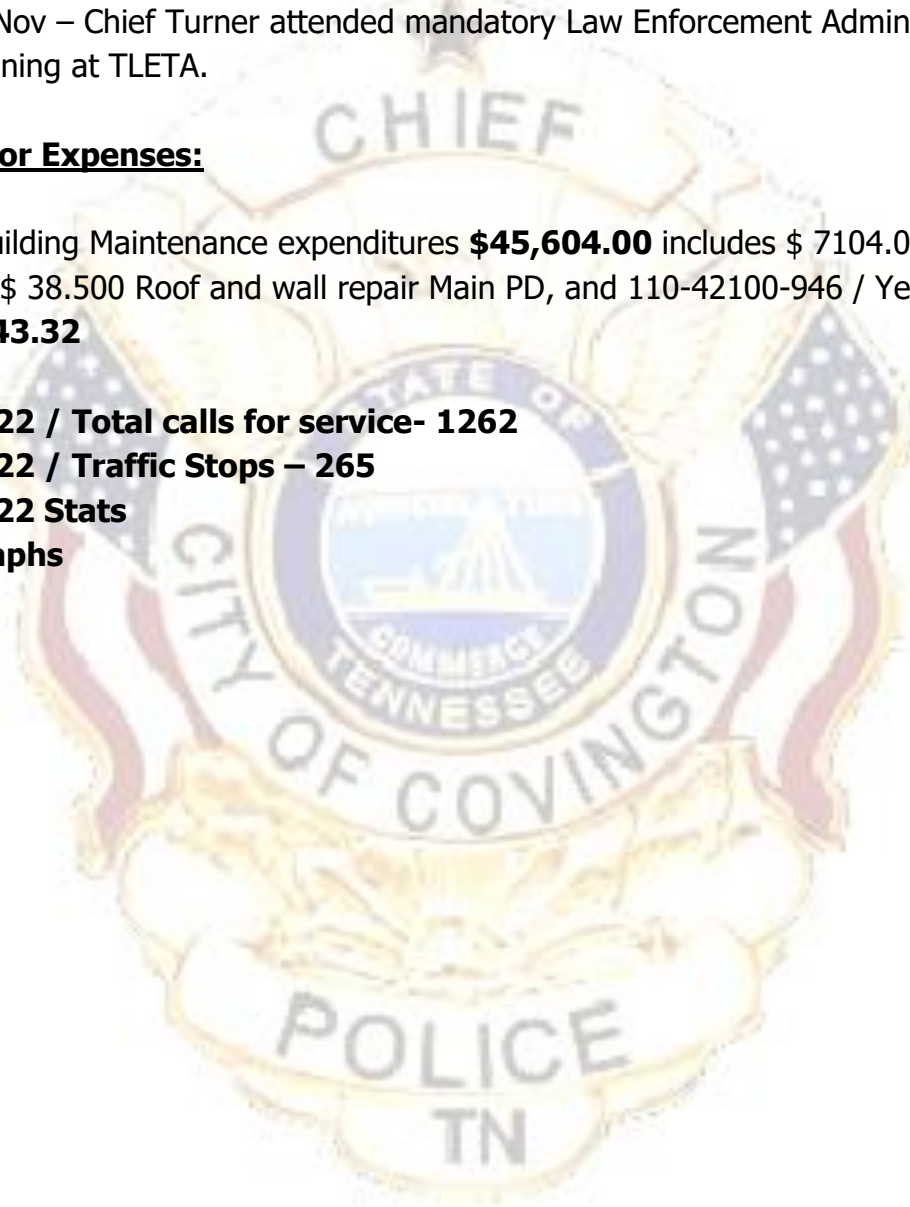 Nov – Chief Turner attended mandatory Law Enforcement Admin
ning at TLETA.
or Expenses:
uilding Maintenance expenditures $45,604.00 includes $ 7104.0
$ 38.500 Roof and wall repair Main PD, and 110-42100-946 / Ye
43.32
22 / Total calls for service- 1262
22 / Traffic Stops – 265
22 Stats
aphs
CHIEF
STATE OF
COMMERCE
TENNESSEE
CITY OF COVINGTON
POLICE
TN